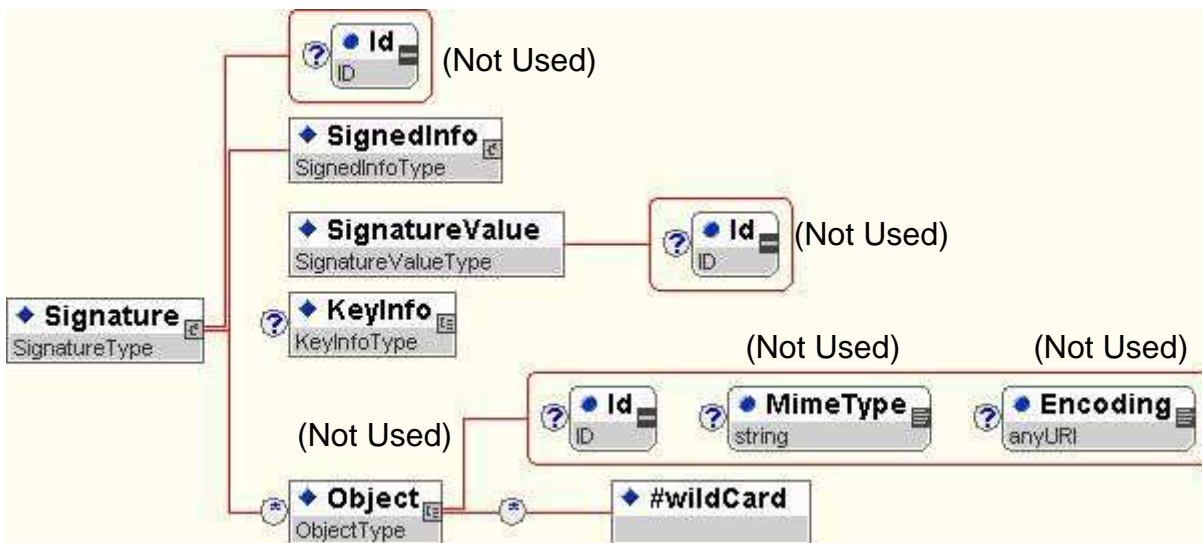 Id
ID
(Not Used)
SignedInfo
SignedInfoType
SignatureValue
SignatureValueType
Id
ID
(Not Used)
Signature
SignatureType
? KeyInfo
KeyInfoType
(Not Used)
(Not Used)
? Id
ID
? MimeType
string
? Encoding
anyURI
(Not Used)
* Object
ObjectType
*
#wildCard